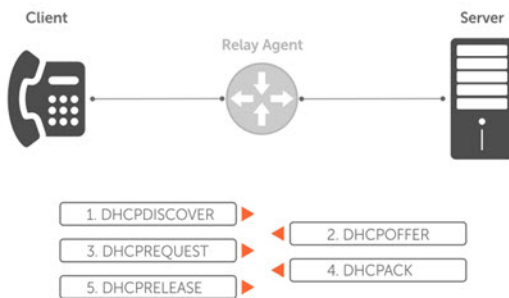 Client
Server
Relay Agent
1. DHCPDISCOVER
2. DHCPOFFER
3. DHCPREQUEST
4. DHCPACK
5. DHCPRELEASE